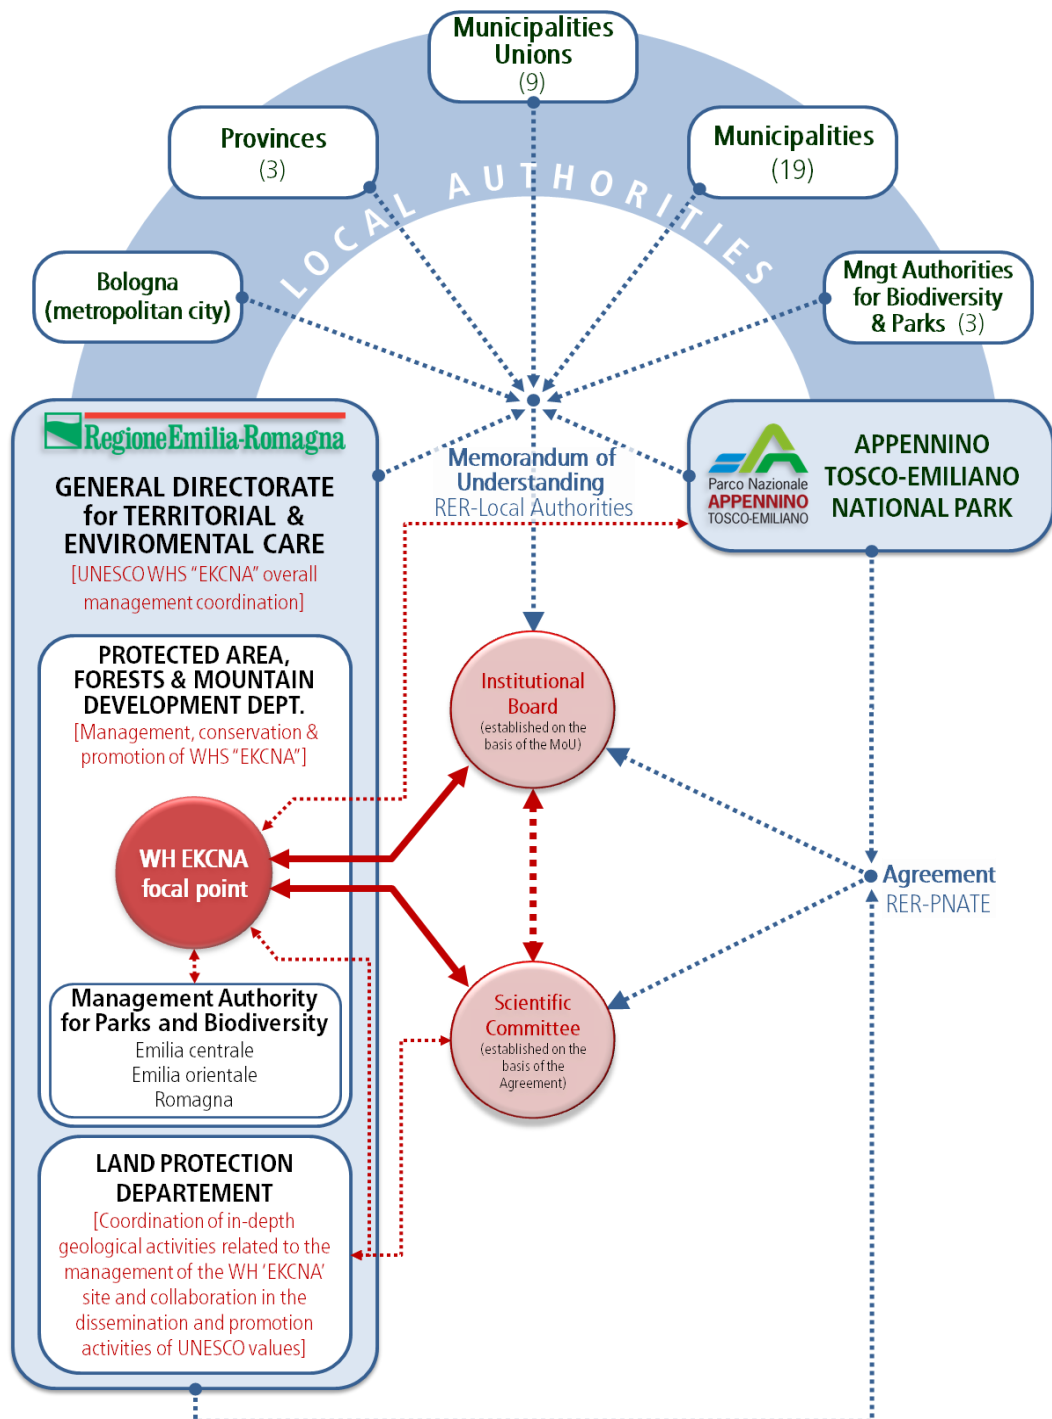 Municipalities
Unions
(9)
Provinces
(3)
Municipalities
(19)
LOCAL AUTHORITIES
Bologna
(metropolitan city)
Mngt Authorities
for Biodiversity
& Parks (3)
RegioneEmilia-Romagna
GENERAL DIRECTORATE
for TERRITORIAL &
ENVIROMENTAL CARE
[UNESCO WHS “EKCNA” overall
management coordination]
Memorandum of
Understanding
RER-Local Authorities
Parco Nazionale
APPENNINO
TOSCO-EMILIANO
APPENNINO
TOSCO-EMILIANO
NATIONAL PARK
PROTECTED AREA,
FORESTS & MOUNTAIN
DEVELOPMENT DEPT.
[Management, conservation &
promotion of WHS “EKCNA”]
Institutional
Board
(established on the
basis of the MoU)
WH EKCNA
focal point
Agreement
RER-PNATE
Management Authority
for Parks and Biodiversity
Emilia centrale
Emilia orientale
Romagna
Scientific
Committee
(established on the
basis of the
Agreement)
LAND PROTECTION
DEPARTEMENT
[Coordination of in-depth
geological activities related to the
management of the WH ‘EKCNA’
site and collaboration in the
dissemination and promotion
activities of UNESCO values]